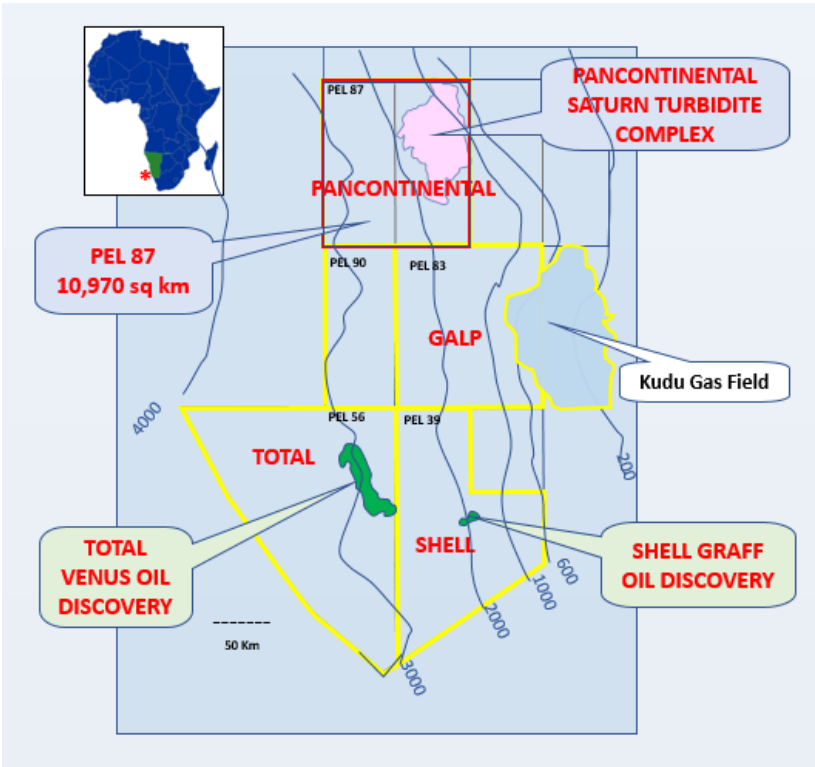 PEL 87
PANCONTINENTAL
SATURN TURBIDITE
COMPLEX
*
PANCONTINENTAL
PEL 87
10,970 sq km
PEL 90
PEL 83
GALP
Kudu Gas Field
4000
PEL 56
PEL 39
TOTAL
200
TOTAL
VENUS OIL
DISCOVERY
SHELL
SHELL GRAFF
OIL DISCOVERY
600
1000
2000
3000
50 Km